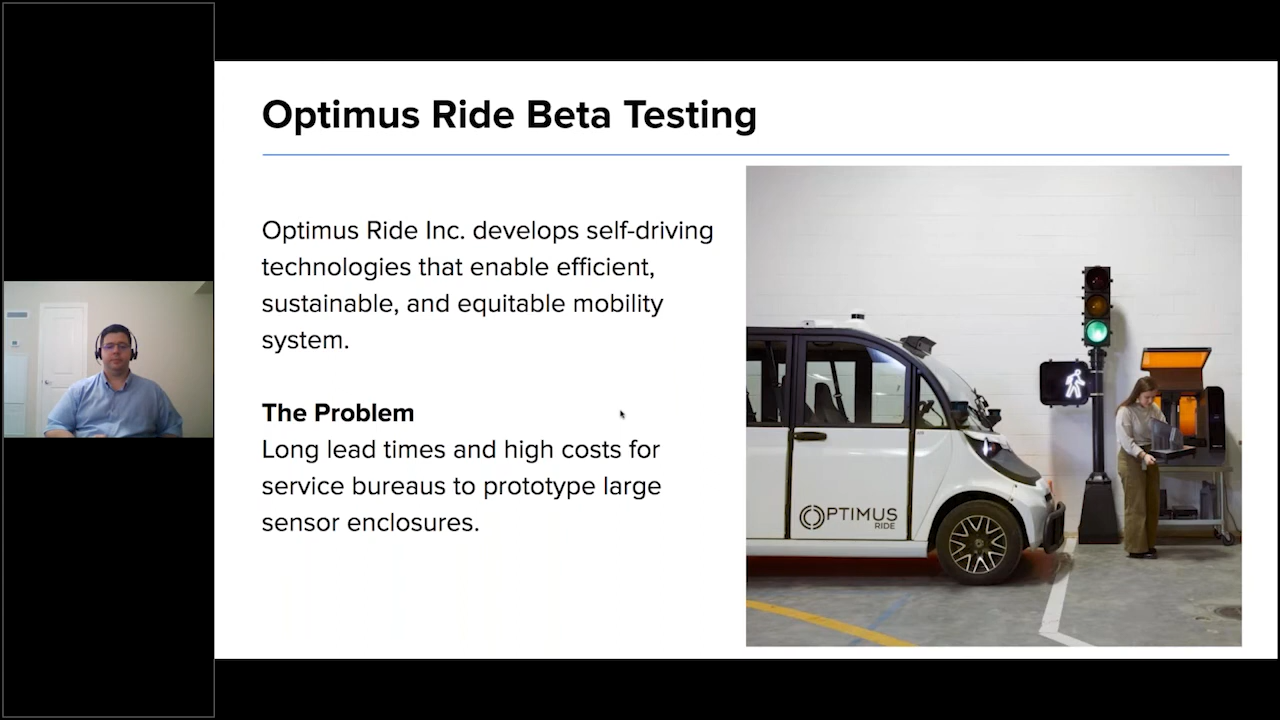 Optimus Ride Beta Testing
Optimus Ride Inc. develops self-driving
technologies that enable efficient,
sustainable, and equitable mobility
system.
The Problem
Long lead times and high costs for
service bureaus to prototype large
sensor enclosures.
OPTIMUS
RIDE